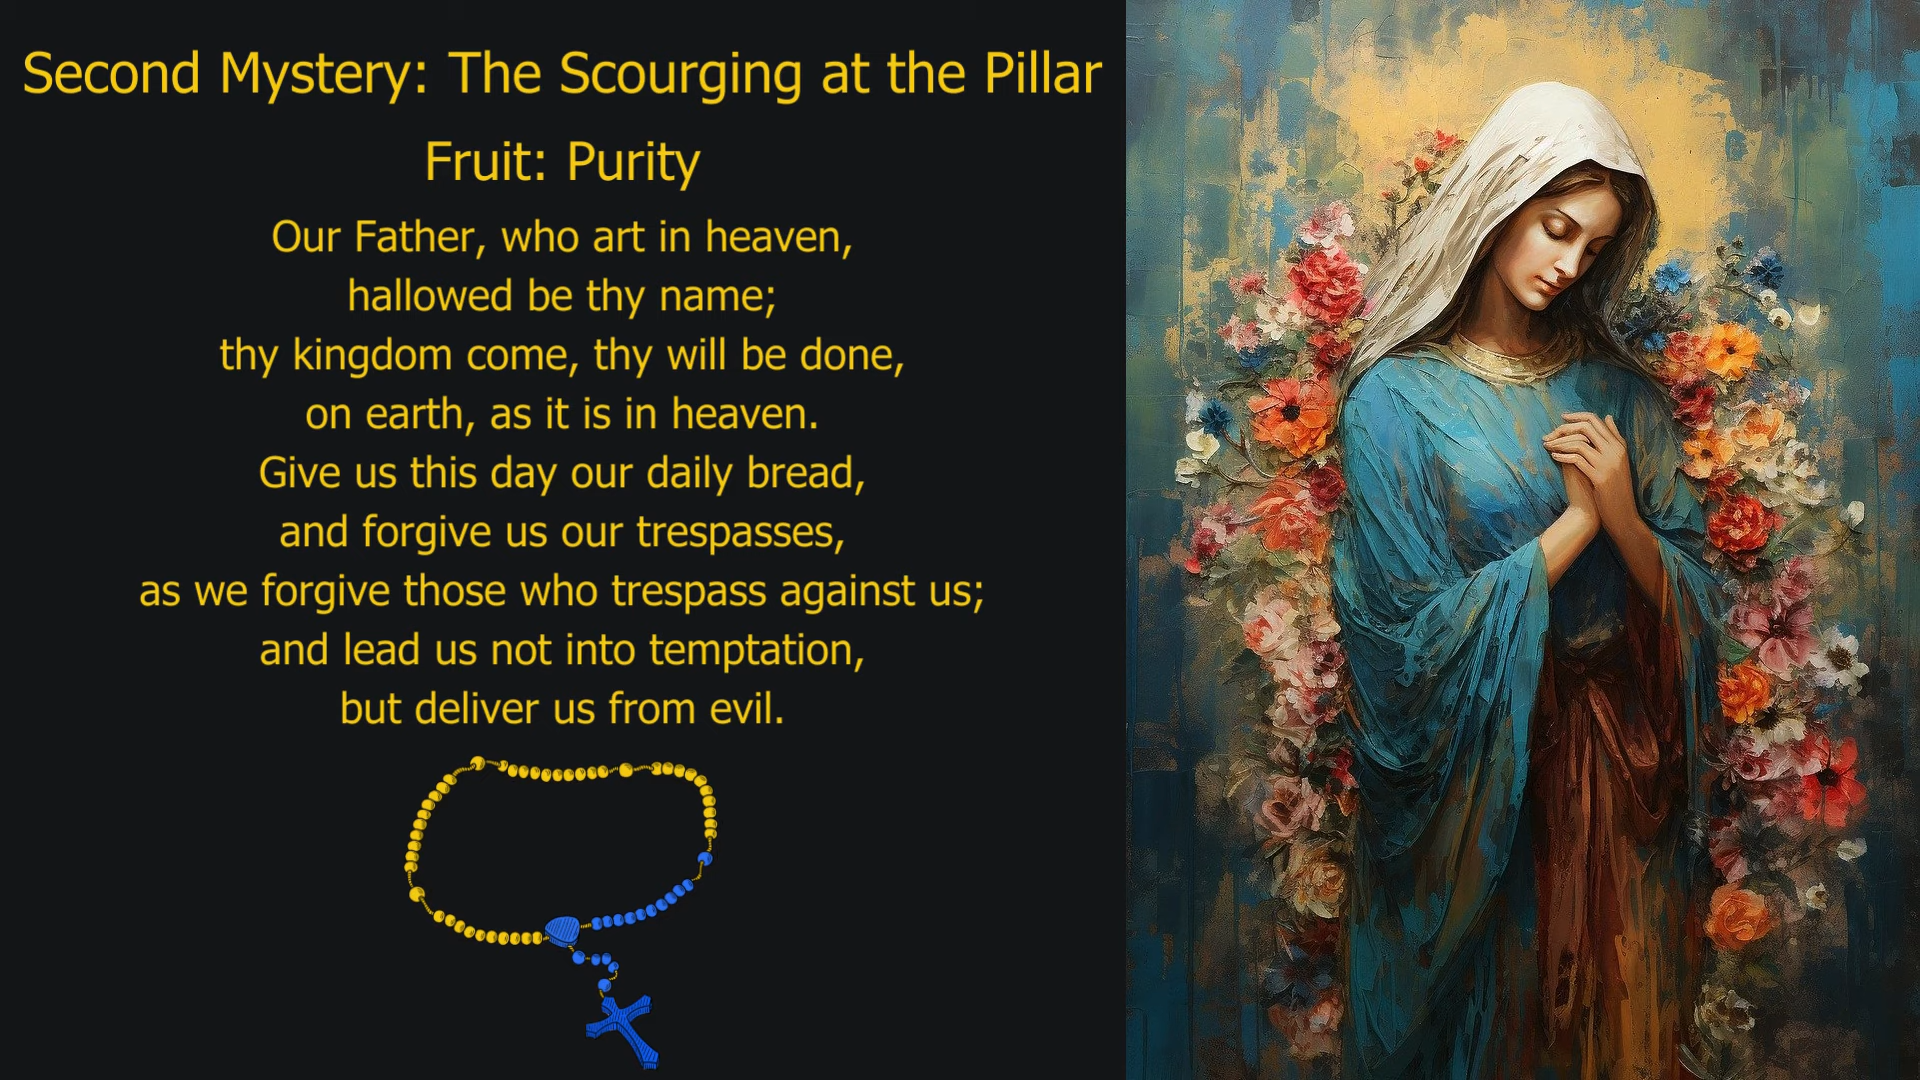 Second Mystery: The Scourging at the Pillar
Fruit: Purity
Our Father, who art in heaven,
hallowed be thy name;
thy kingdom come, thy will be done,
on earth, as it is in heaven.
Give us this day our daily bread,
and forgive us our trespasses,
as we forgive those who trespass against us;
and lead us not into temptation,
but deliver us from evil.